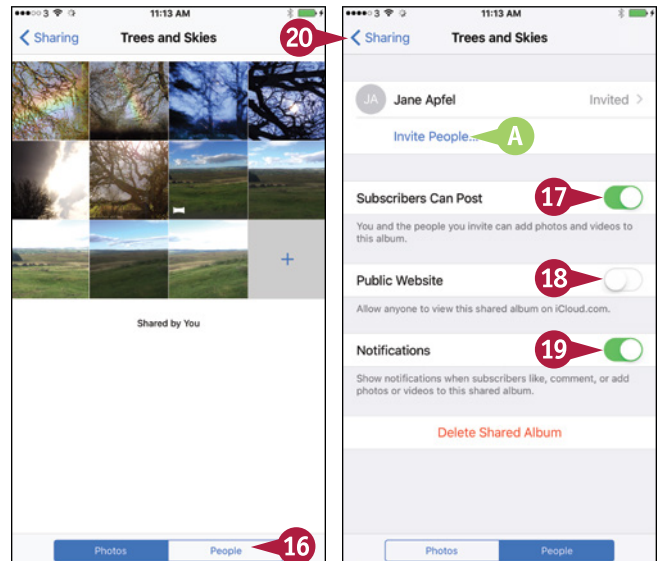 3 11:13 AM
Sharing Trees and Skies
+
Shared by You
Photos People
16
3 11:13 AM
20
Sharing Trees and Skies
JA Jane Apfel Invited >
Invite People... A
Subscribers Can Post 17
You and the people you invite can add photos and videos to
this album.
Public Website 18
Allow anyone to view this shared album on iCloud.com.
Notifications 19
Show notifications when subscribers like, comment, or add
photos or videos to this shared album.
Delete Shared Album
Photos People